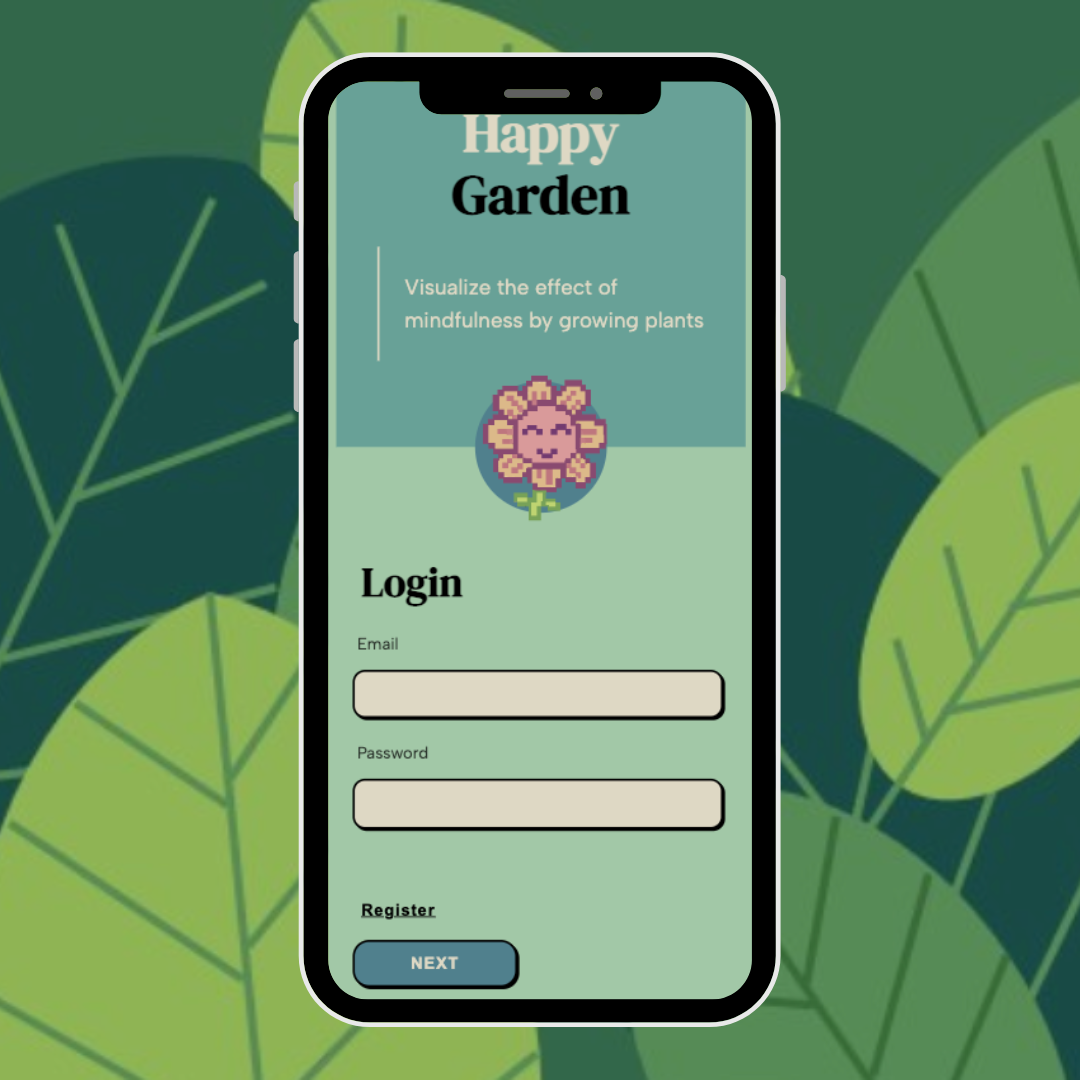 Happy
Garden
Visualize the effect of
mindfulness by growing plants
Login
Email
Password
Register
NEXT